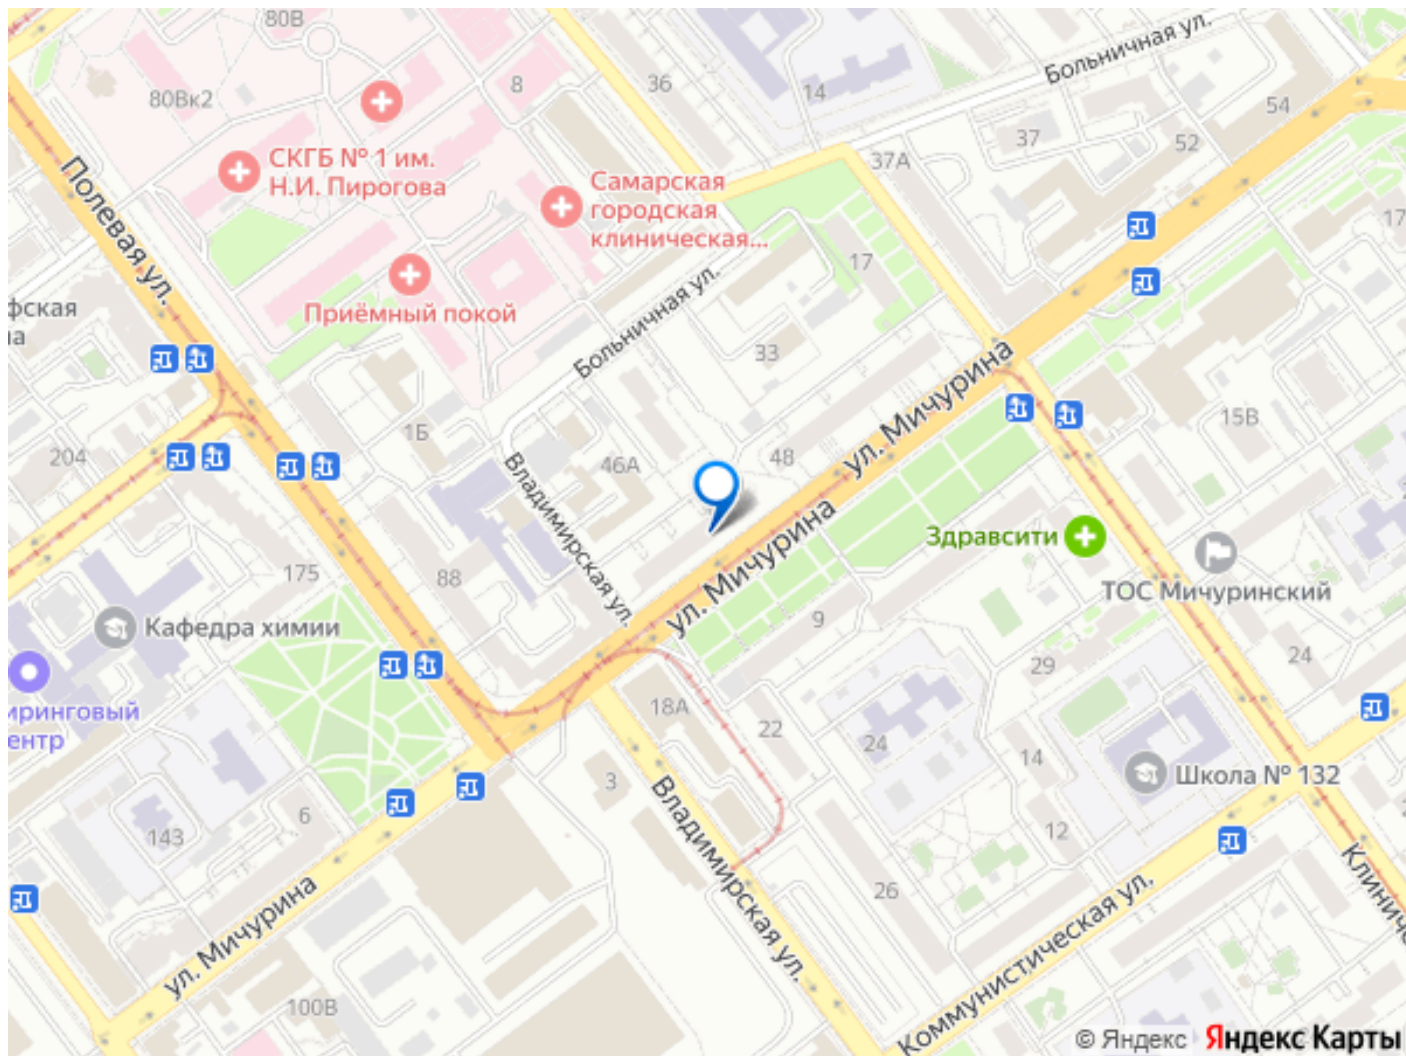 80В
80Вк2
8
36
14
Больничная ул.
54
37
52
37А
17
СКГБ № 1 им.
Н.И. Пирогова
Самарская
городская
клиническая...
Полевая ул.
Приёмный покой
17
Больничная ул.
33
фская
на
ул. Мичурина
1Б
204
46А
48
15В
Владимирская ул.
ул. Мичурина
Здравсити
ТОС Мичуринский
175
88
Кафедра химии
9
29
24
иринговый
ентр
18А
22
24
14
Школа № 132
3
Владимирская ул.
6
143
12
26
Клиничес
Коммунистическая ул.
ул. Мичурина
100В
© Яндекс Яндекс Карты